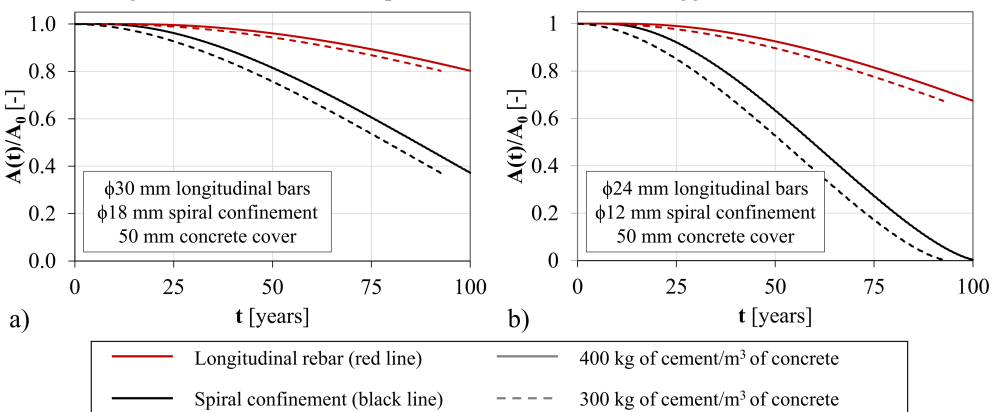 A(t)/A0 [-]
1.0
0.8
0.6
0.4
0.2
0.0
ϕ30 mm longitudinal bars
ϕ18 mm spiral confinement
50 mm concrete cover
0 25 50 75 100
t [years]
a)
A(t)/A0 [-]
1
0.8
0.6
0.4
0.2
0
ϕ24 mm longitudinal bars
ϕ12 mm spiral confinement
50 mm concrete cover
0 25 50 75 100
t [years]
b)
Longitudinal rebar (red line)
400 kg of cement/m³ of concrete
Spiral confinement (black line)
300 kg of cement/m³ of concrete